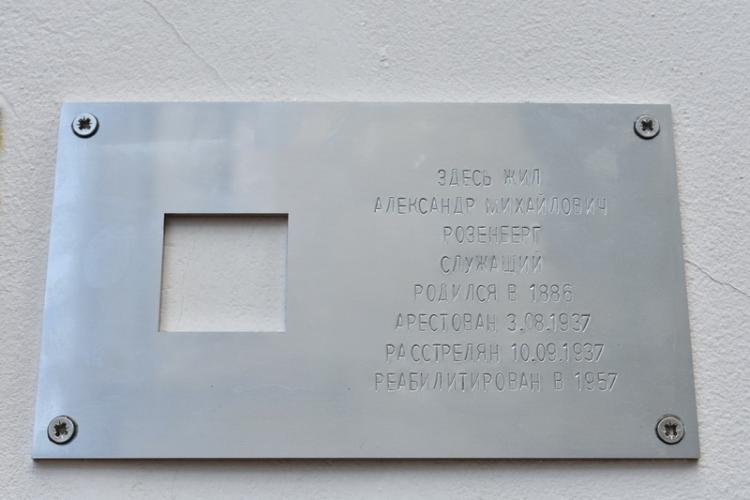 ЗДЕСЬ ЖИЛ
АЛЕКСАНДР МИХАЙЛОВИЧ
РОЗЕНБЕРГ
СЛУЖАЩИЙ
РОДИЛСЯ В 1886
АРЕСТОВАН 3.08.1937
РАССТРЕЛЯН 10.09.1937
РЕАБИЛИТИРОВАН В 1957